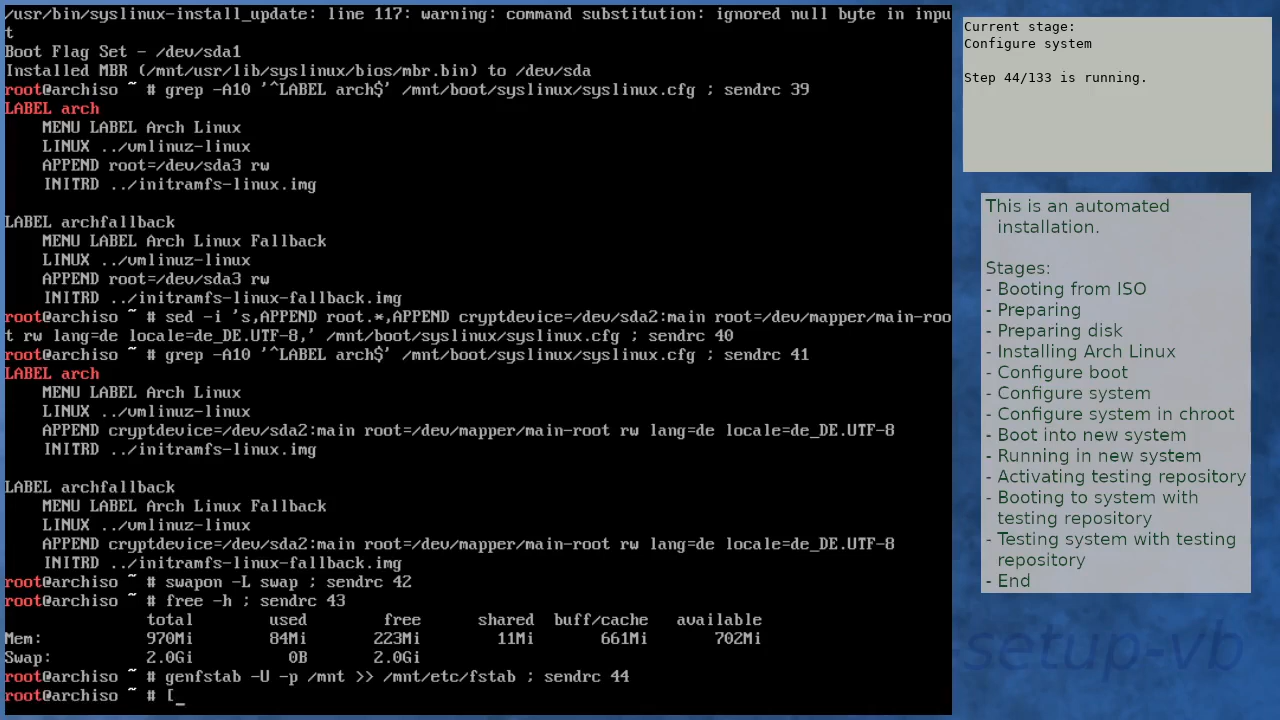 /usr/bin/syslinux-install_update: line 117: warning: command substitution: ignored null byte in inpu
t
Boot Flag Set - /dev/sda1
Installed MBR (/mnt/usr/lib/syslinux/bios/mbr.bin) to /dev/sda
root@archiso ~ # grep -A10 '^LABEL arch$' /mnt/boot/syslinux/syslinux.cfg ; sendrc 39
LABEL arch
    MENU LABEL Arch Linux
    LINUX ../vmlinuz-linux
    APPEND root=/dev/sda3 rw
    INITRD ../initramfs-linux.img

LABEL archfallback
    MENU LABEL Arch Linux Fallback
    LINUX ../vmlinuz-linux
    APPEND root=/dev/sda3 rw
    INITRD ../initramfs-linux-fallback.img
root@archiso ~ # sed -i 's,APPEND root.*,APPEND cryptdevice=/dev/sda2:main root=/dev/mapper/main-roo
t rw lang=de locale=de_DE.UTF-8,' /mnt/boot/syslinux/syslinux.cfg ; sendrc 40
root@archiso ~ # grep -A10 '^LABEL arch$' /mnt/boot/syslinux/syslinux.cfg ; sendrc 41
LABEL arch
    MENU LABEL Arch Linux
    LINUX ../vmlinuz-linux
    APPEND cryptdevice=/dev/sda2:main root=/dev/mapper/main-root rw lang=de locale=de_DE.UTF-8
    INITRD ../initramfs-linux.img

LABEL archfallback
    MENU LABEL Arch Linux Fallback
    LINUX ../vmlinuz-linux
    APPEND cryptdevice=/dev/sda2:main root=/dev/mapper/main-root rw lang=de locale=de_DE.UTF-8
    INITRD ../initramfs-linux-fallback.img
root@archiso ~ # swapon -L swap ; sendrc 42
root@archiso ~ # free -h ; sendrc 43
               total        used        free      shared  buff/cache   available
Mem:           970Mi        84Mi       223Mi        11Mi       661Mi       702Mi
Swap:          2.0Gi          0B       2.0Gi
root@archiso ~ # genfstab -U -p /mnt >> /mnt/etc/fstab ; sendrc 44
root@archiso ~ # [_
Current stage:
Configure system

Step 44/133 is running.
This is an automated
installation.

Stages:
- Booting from ISO
- Preparing
- Preparing disk
- Installing Arch Linux
- Configure boot
- Configure system
- Configure system in chroot
- Boot into new system
- Running in new system
- Activating testing repository
- Booting to system with
testing repository
- Testing system with testing
repository
- End
-setup-vb